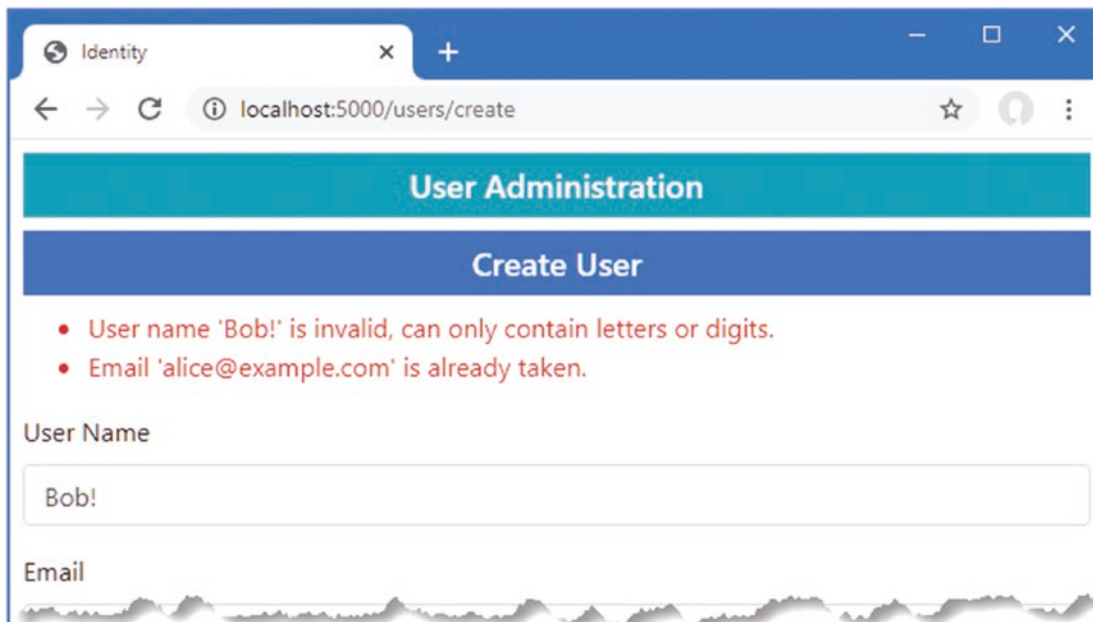 Identity
localhost:5000/users/create
User Administration
Create User
User name 'Bob!' is invalid, can only contain letters or digits.
Email 'alice@example.com' is already taken.
User Name
Bob!
Email